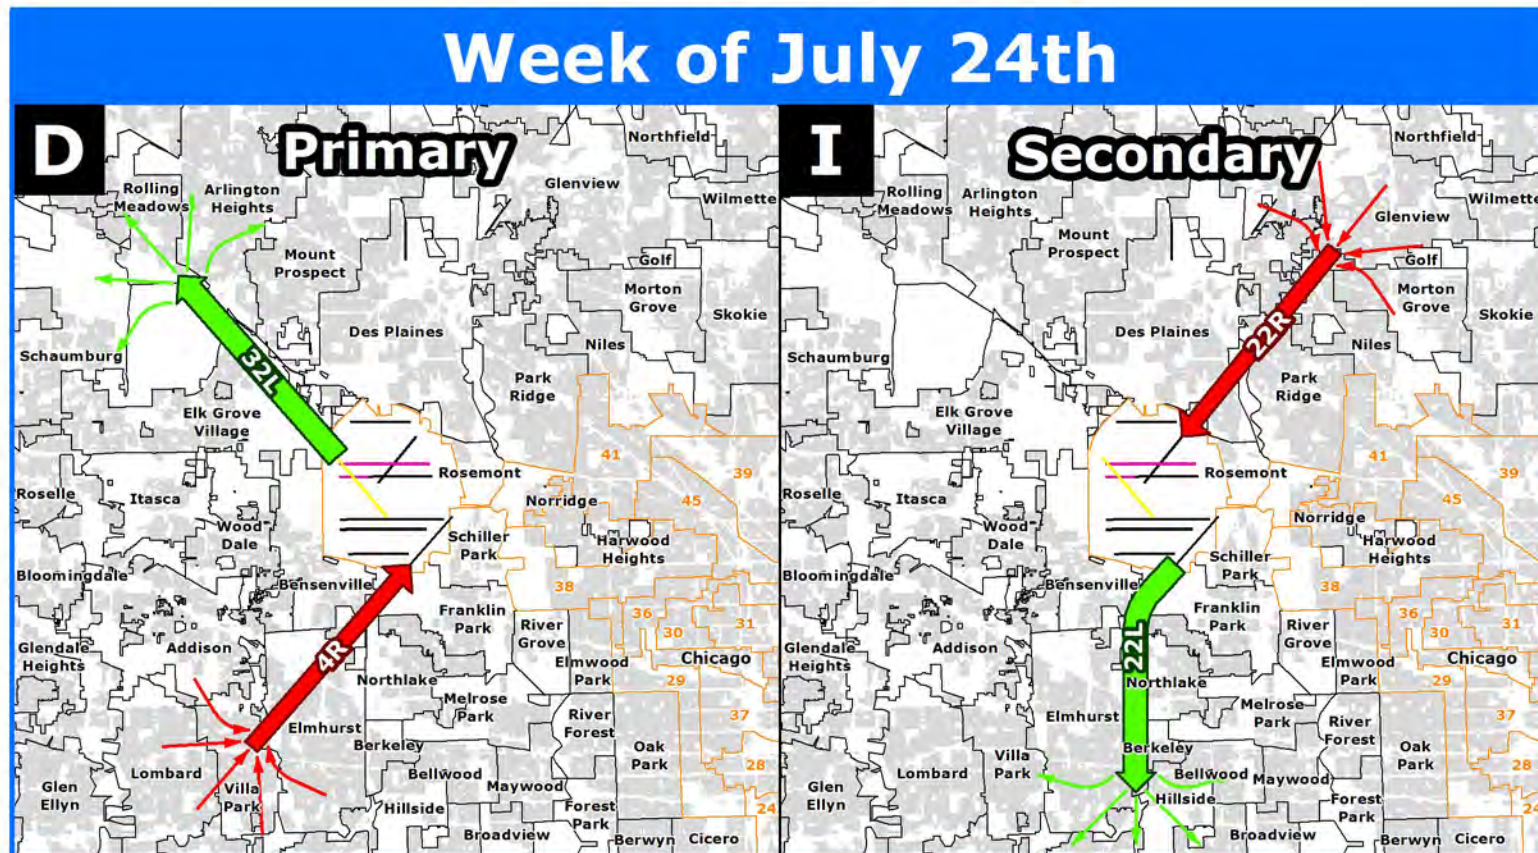 Week of July 24th
D
Primary
Northfield
Rolling
Meadows
Arlington
Heights
Glenview
Wilmette
Mount
Prospect
Golf
Morton
Grove
Skokie
Schaumburg
32L
Des Plaines
Niles
Park
Ridge
Elk Grove
Village
41
39
Rosemont
Roselle
Itasca
Norridge
45
Wood
Dale
Schiller
Park
Harwood
Heights
Bloomingdale
Bensenville
38
Franklin
Park
36
31
River
Grove
30
Glendale
Heights
Addison
4R
Chicago
Elmwood
Park
29
Northlake
Melrose
Park
River
Forest
37
Elmhurst
Berkeley
Oak
Park
Lombard
Bellwood
28
Glen
Ellyn
Villa
Park
Maywood
Hillside
Forest
Park
24
Broadview
Berwyn
Cicero
I
Secondary
Northfield
Rolling
Meadows
Arlington
Heights
Glenview
Wilmette
Mount
Prospect
Golf
Morton
Grove
Skokie
Schaumburg
Des Plaines
22R
Niles
Park
Ridge
Elk Grove
Village
41
39
Rosemont
Roselle
Itasca
Norridge
45
Wood
Dale
Schiller
Park
Harwood
Heights
Bloomingdale
Bensenville
38
Franklin
Park
36
31
River
Grove
30
Glendale
Heights
Addison
22L
Chicago
Elmwood
Park
29
Northlake
Melrose
Park
River
Forest
37
Elmhurst
Berkeley
Oak
Park
Villa
Park
Lombard
Bellwood
Maywood
28
Glen
Ellyn
Hillside
Forest
Park
24
Broadview
Berwyn
Cicero